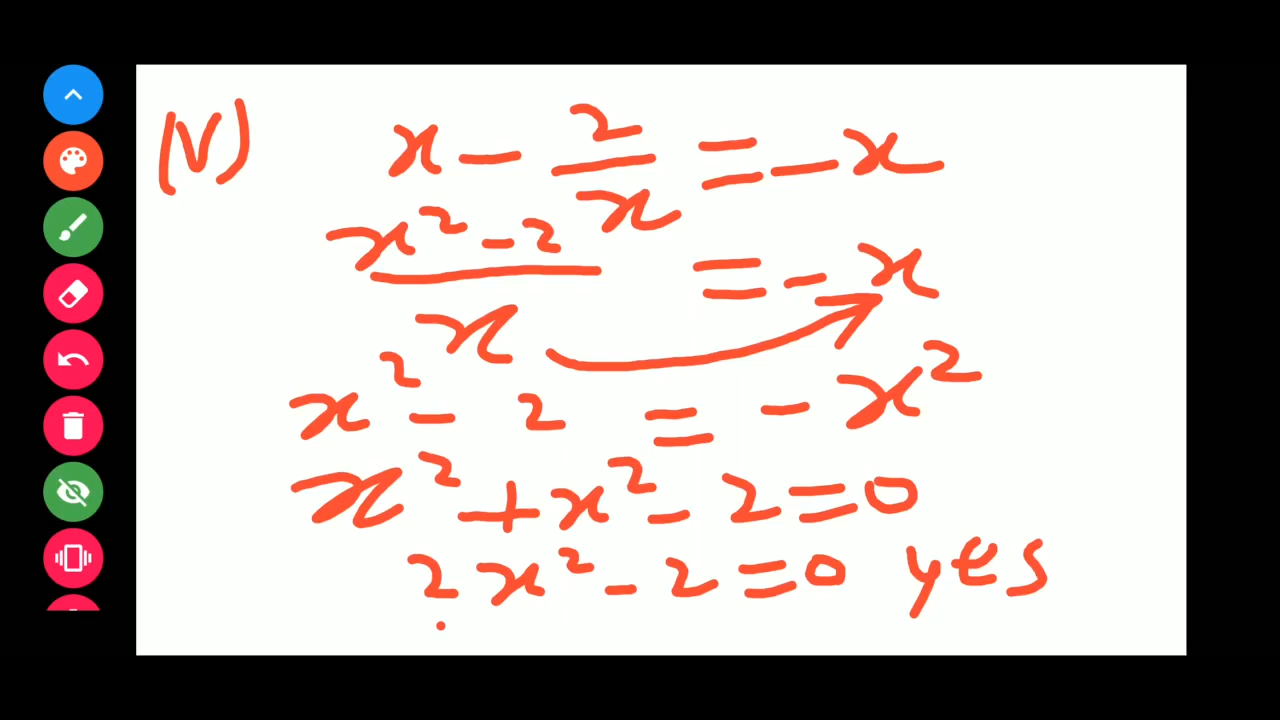 (V) x - 2/x = -x
x² - 2/x = -x
x² - 2 = -x²
x² + x² - 2 = 0
2x² - 2 = 0 yes